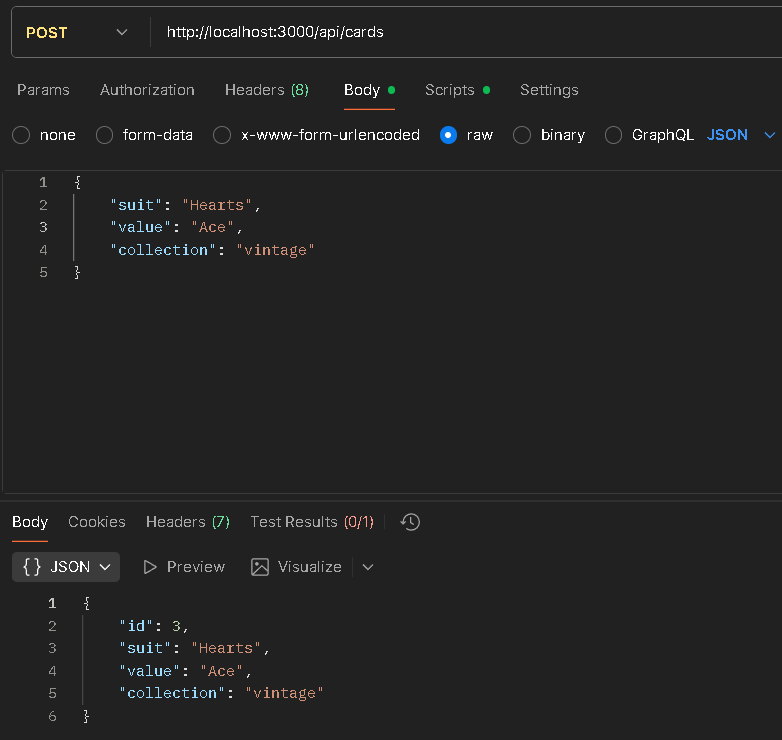 POST http://localhost:3000/api/cards
Params Authorization Headers (8) Body Scripts Settings
none form-data x-www-form-urlencoded raw binary GraphQL JSON
1 {
2 "suit": "Hearts",
3 "value": "Ace",
4 "collection": "vintage"
5 }
Body Cookies Headers (7) Test Results (0/1)
{} JSON Preview Visualize
1 {
2 "id": 3,
3 "suit": "Hearts",
4 "value": "Ace",
5 "collection": "vintage"
6 }